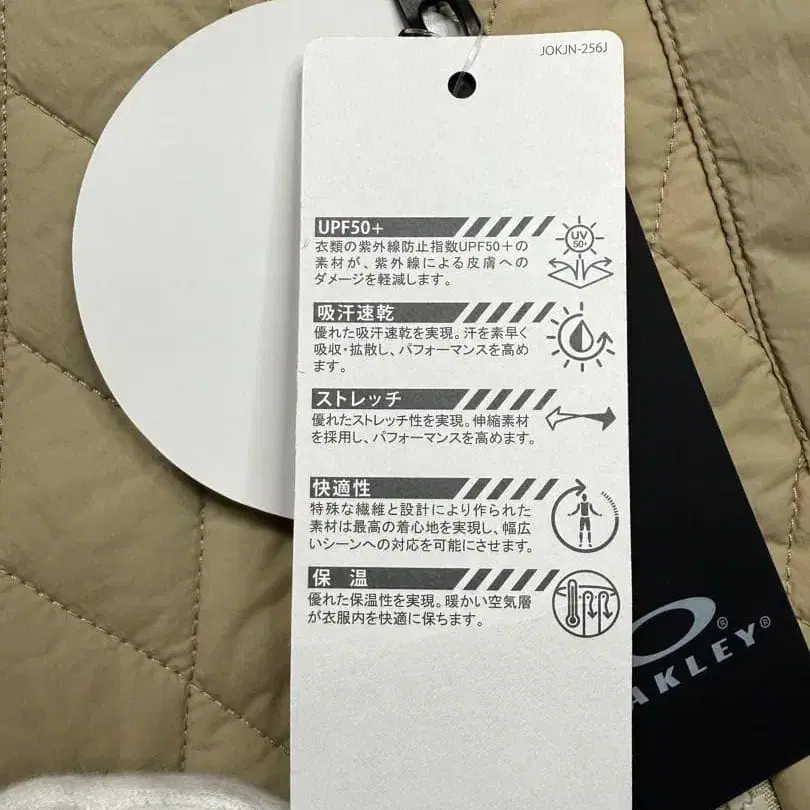 JOKJN-256J
UPF50+
衣類の紫外線防止指数UPF50+の
素材が、紫外線による皮膚への
ダメージを軽減します。
UV
50+
吸汗速乾
優れた吸汗速乾を実現。汗を素早く
吸収・拡散し、パフォーマンスを高め
ます。
ストレッチ
優れたストレッチ性を実現。伸縮素材
を採用し、パフォーマンスを高めます。
快適性
特殊な繊維と設計により作られた
素材は最高の着心地を実現し、幅広
いシーンへの対応を可能にさせます。
保 温
優れた保温性を実現。暖かい空気層
が衣服内を快適に保ちます。
®
AKLEY®